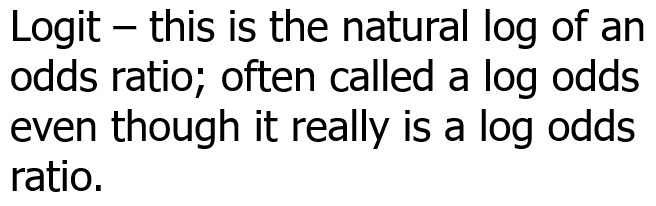 Logit – this is the natural log of an
odds ratio; often called a log odds
even though it really is a log odds
ratio.